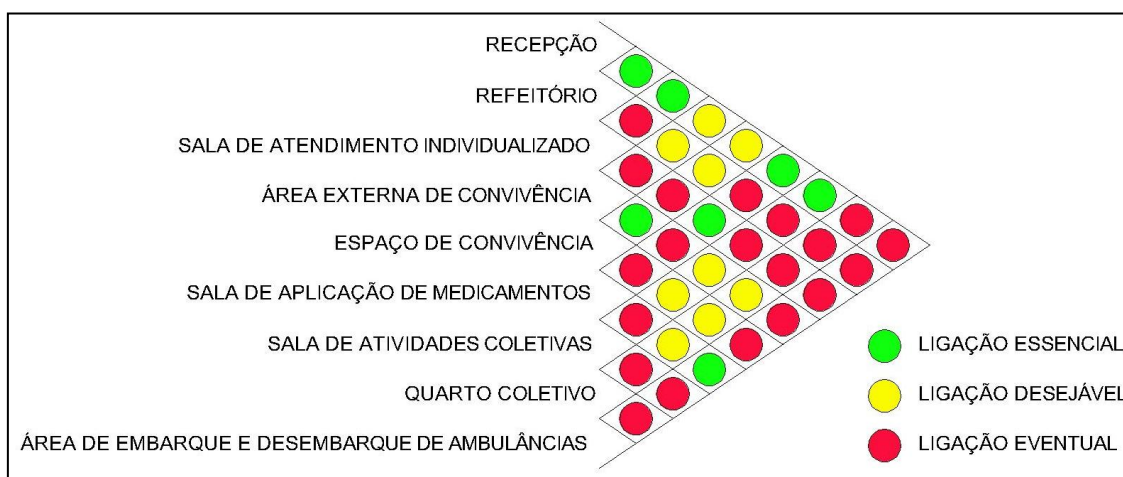 RECEPÇÃO
REFEITÓRIO
SALA DE ATENDIMENTO INDIVIDUALIZADO
ÁREA EXTERNA DE CONVIVÊNCIA
ESPAÇO DE CONVIVÊNCIA
SALA DE APLICAÇÃO DE MEDICAMENTOS
SALA DE ATIVIDADES COLETIVAS
QUARTO COLETIVO
ÁREA DE EMBARQUE E DESEMBARQUE DE AMBULÂNCIAS
LIGAÇÃO ESSENCIAL
LIGAÇÃO DESEJÁVEL
LIGAÇÃO EVENTUAL